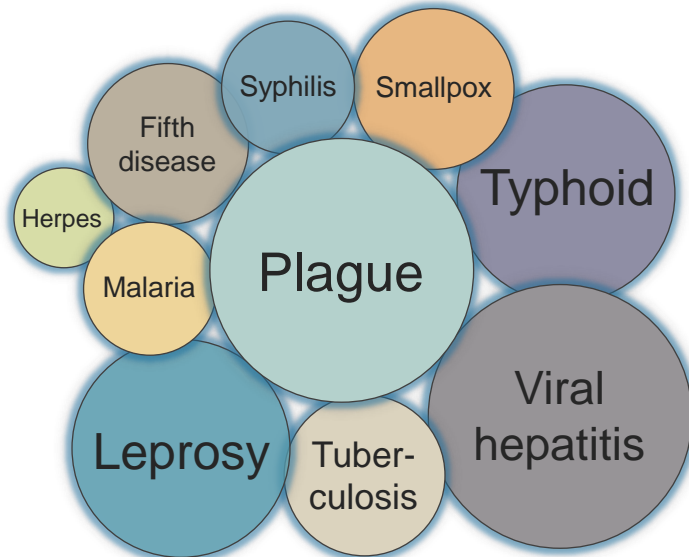 Syphilis
Smallpox
Fifth
disease
Typhoid
Herpes
Plague
Malaria
Viral
hepatitis
Leprosy
Tuber-
culosis